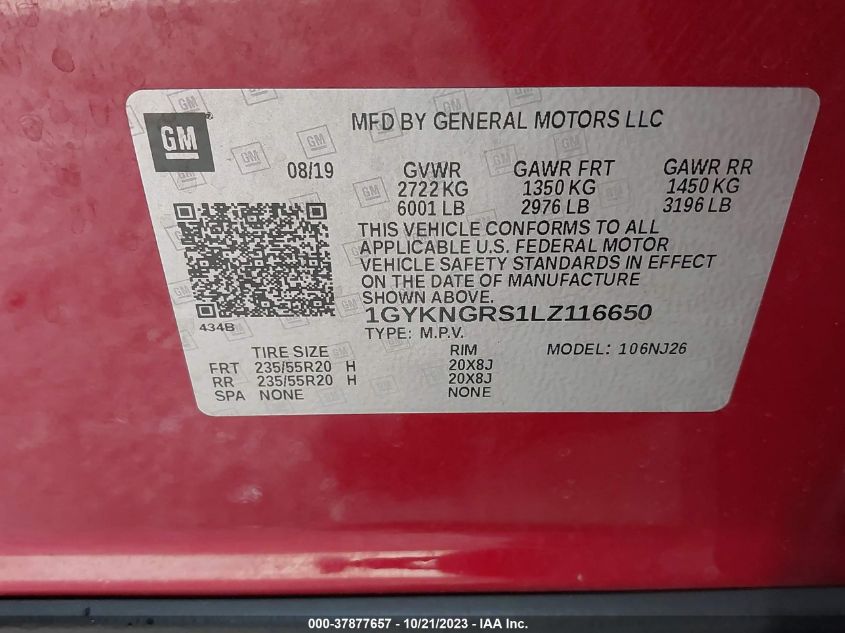 GM
MFD BY GENERAL MOTORS LLC
08/19 GVWR GAWR FRT GAWR RR
2722 KG 1350 KG 1450 KG
6001 LB 2976 LB 3196 LB
THIS VEHICLE CONFORMS TO ALL
APPLICABLE U.S. FEDERAL MOTOR
VEHICLE SAFETY STANDARDS IN EFFECT
ON THE DATE OF MANUFACTURE
SHOWN ABOVE.
434B
1GYKNGRS1LZ116650
TYPE: M.P.V.
TIRE SIZE RIM MODEL: 106NJ26
FRT 235/55R20 H 20X8J
RR 235/55R20 H 20X8J
SPA NONE NONE
000-37877657 - 10/21/2023 - © IAA, Inc.